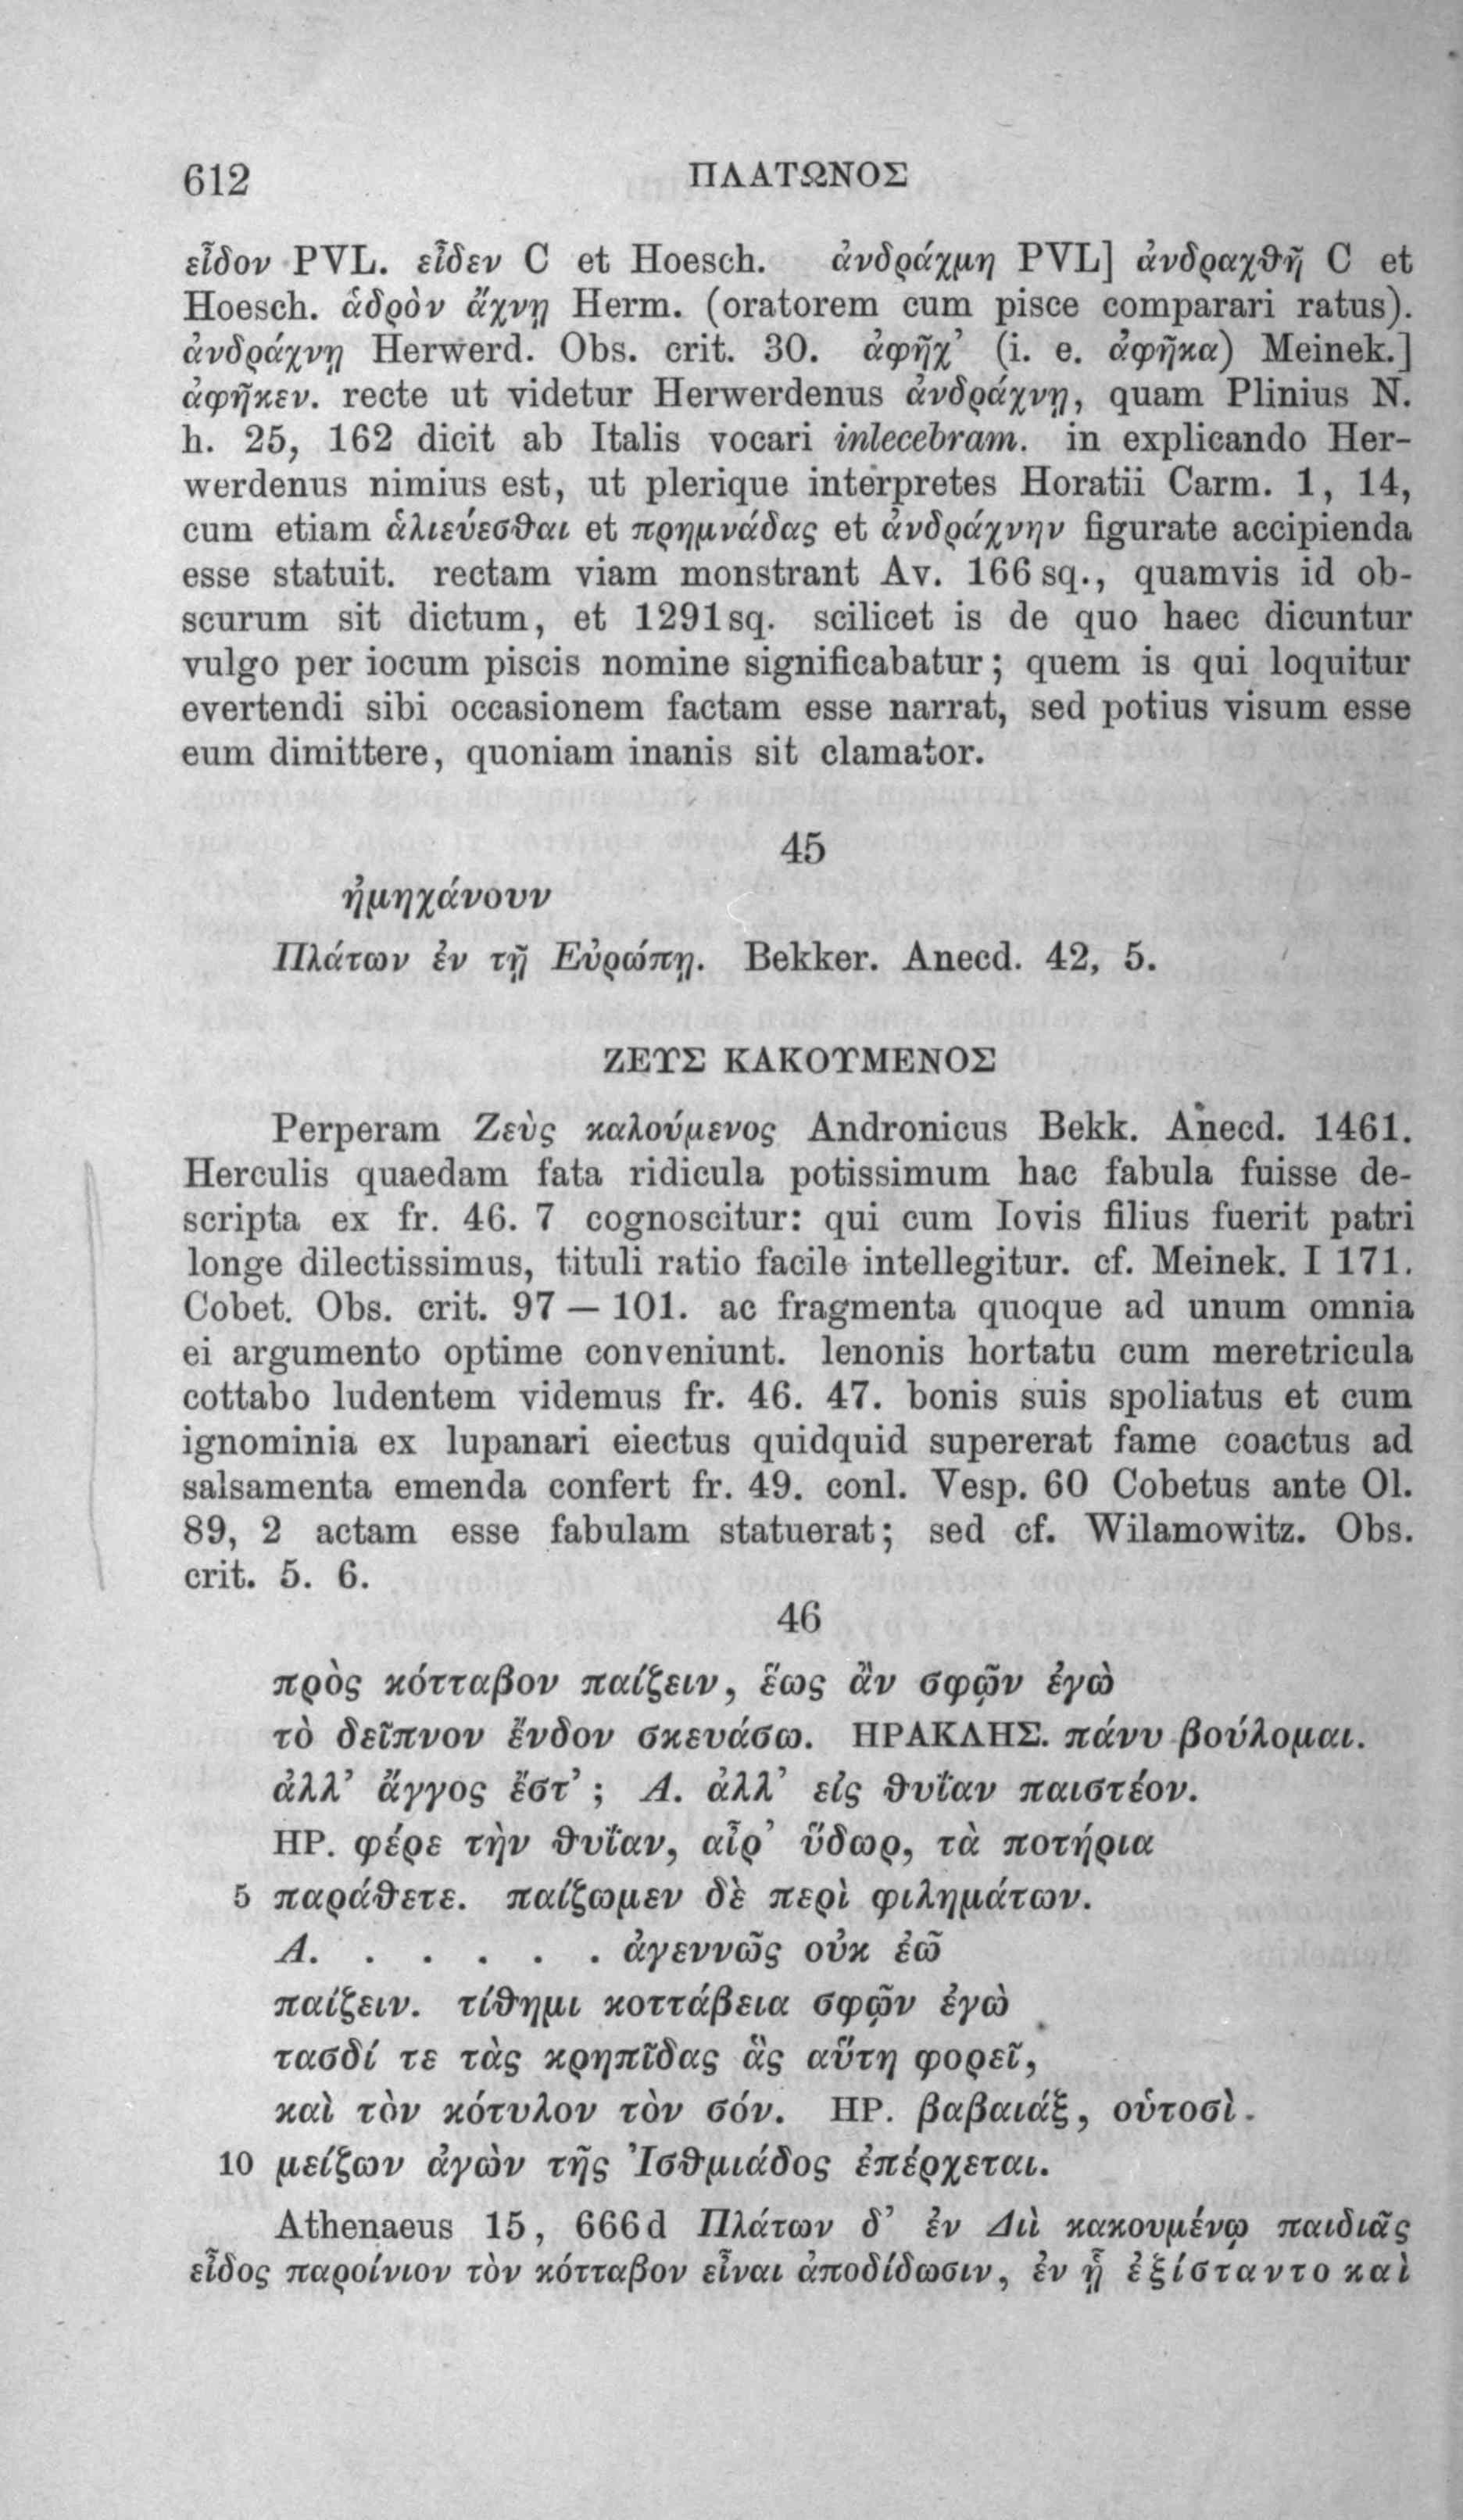 612 ΠΛΑΤΩΝΟΣ
εἶδον PVL. εἶδεν C et Hoesch. ἀνδράχμη PVL] ἀνδραχθῆ C et
Hoesch. ἁδρὸν ἄχνῃ Herm. (oratorem cum pisce comparari ratus).
ἀνδράχνῃ Herwerd. Obs. crit. 30. ἀφῆχ’ (i. e. ἀφῆκα) Meinek.]
ἀφῆκεν. recte ut videtur Herwerdenus ἀνδράχνῃ, quam Plinius N.
h. 25, 162 dicit ab Italis vocari inlecebram. in explicando Her-
werdenus nimius est, ut plerique interpretes Horatii Carm. 1, 14,
cum etiam ἁλιεύεσθαι et πρημνάδας et ἀνδράχνην figurate accipienda
esse statuit. rectam viam monstrant Av. 166 sq., quamvis id ob-
scurum sit dictum, et 1291 sq. scilicet is de quo haec dicuntur
vulgo per iocum piscis nomine significabatur; quem is qui loquitur
evertendi sibi occasionem factam esse narrat, sed potius visum esse
eum dimittere, quoniam inanis sit clamator.
45
ἠμηχάνουν
Πλάτων ἐν τῇ Εὐρώπῃ. Bekker. Anecd. 42, 5.
ΖΕΥΣ ΚΑΚΟΥΜΕΝΟΣ
Perperam Ζεὺς καλούμενος Andronicus Bekk. Anecd. 1461.
Herculis quaedam fata ridicula potissimum hac fabula fuisse de-
scripta ex fr. 46. 7 cognoscitur: qui cum Iovis filius fuerit patri
longe dilectissimus, tituli ratio facile intellegitur. cf. Meinek. I 171.
Cobet. Obs. crit. 97 — 101. ac fragmenta quoque ad unum omnia
ei argumento optime conveniunt. lenonis hortatu cum meretricula
cottabo ludentem videmus fr. 46. 47. bonis suis spoliatus et cum
ignominia ex lupanari eiectus quidquid supererat fame coactus ad
salsamenta emenda confert fr. 49. conl. Vesp. 60 Cobetus ante Ol.
89, 2 actam esse fabulam statuerat; sed cf. Wilamowitz. Obs.
crit. 5. 6.
46
πρὸς κότταβον παίζειν, ἕως ἂν σφῷν ἐγὼ
τὸ δεῖπνον ἔνδον σκευάσω. ΗΡΑΚΛΗΣ. πάνυ βούλομαι.
ἀλλ’ ἄγγος ἔστ’; Α. ἀλλ’ εἰς θυΐαν παιστέον.
ΗΡ. φέρε τὴν θυΐαν, αἶρ’ ὕδωρ, τὰ ποτήρια
5 παράθετε. παίζωμεν δὲ περὶ φιλημάτων.
Α. . . . . . . ἀγεννῶς οὐκ ἐῶ
παίζειν. τίθημι κοττάβεια σφῷν ἐγὼ
τασδί τε τὰς κρηπῖδας ἃς αὕτη φορεῖ,
καὶ τὸν κότυλον τὸν σόν. ΗΡ. βαβαιάξ, οὑτοσὶ
10 μείζων ἀγὼν τῆς Ἰσθμιάδος ἐπέρχεται.
Athenaeus 15, 666d Πλάτων δ’ ἐν Διὶ κακουμένῳ παιδιᾶς
εἶδος παροίνιον τὸν κότταβον εἶναι ἀποδίδωσιν, ἐν ᾗ ἐξίσταντο καὶ